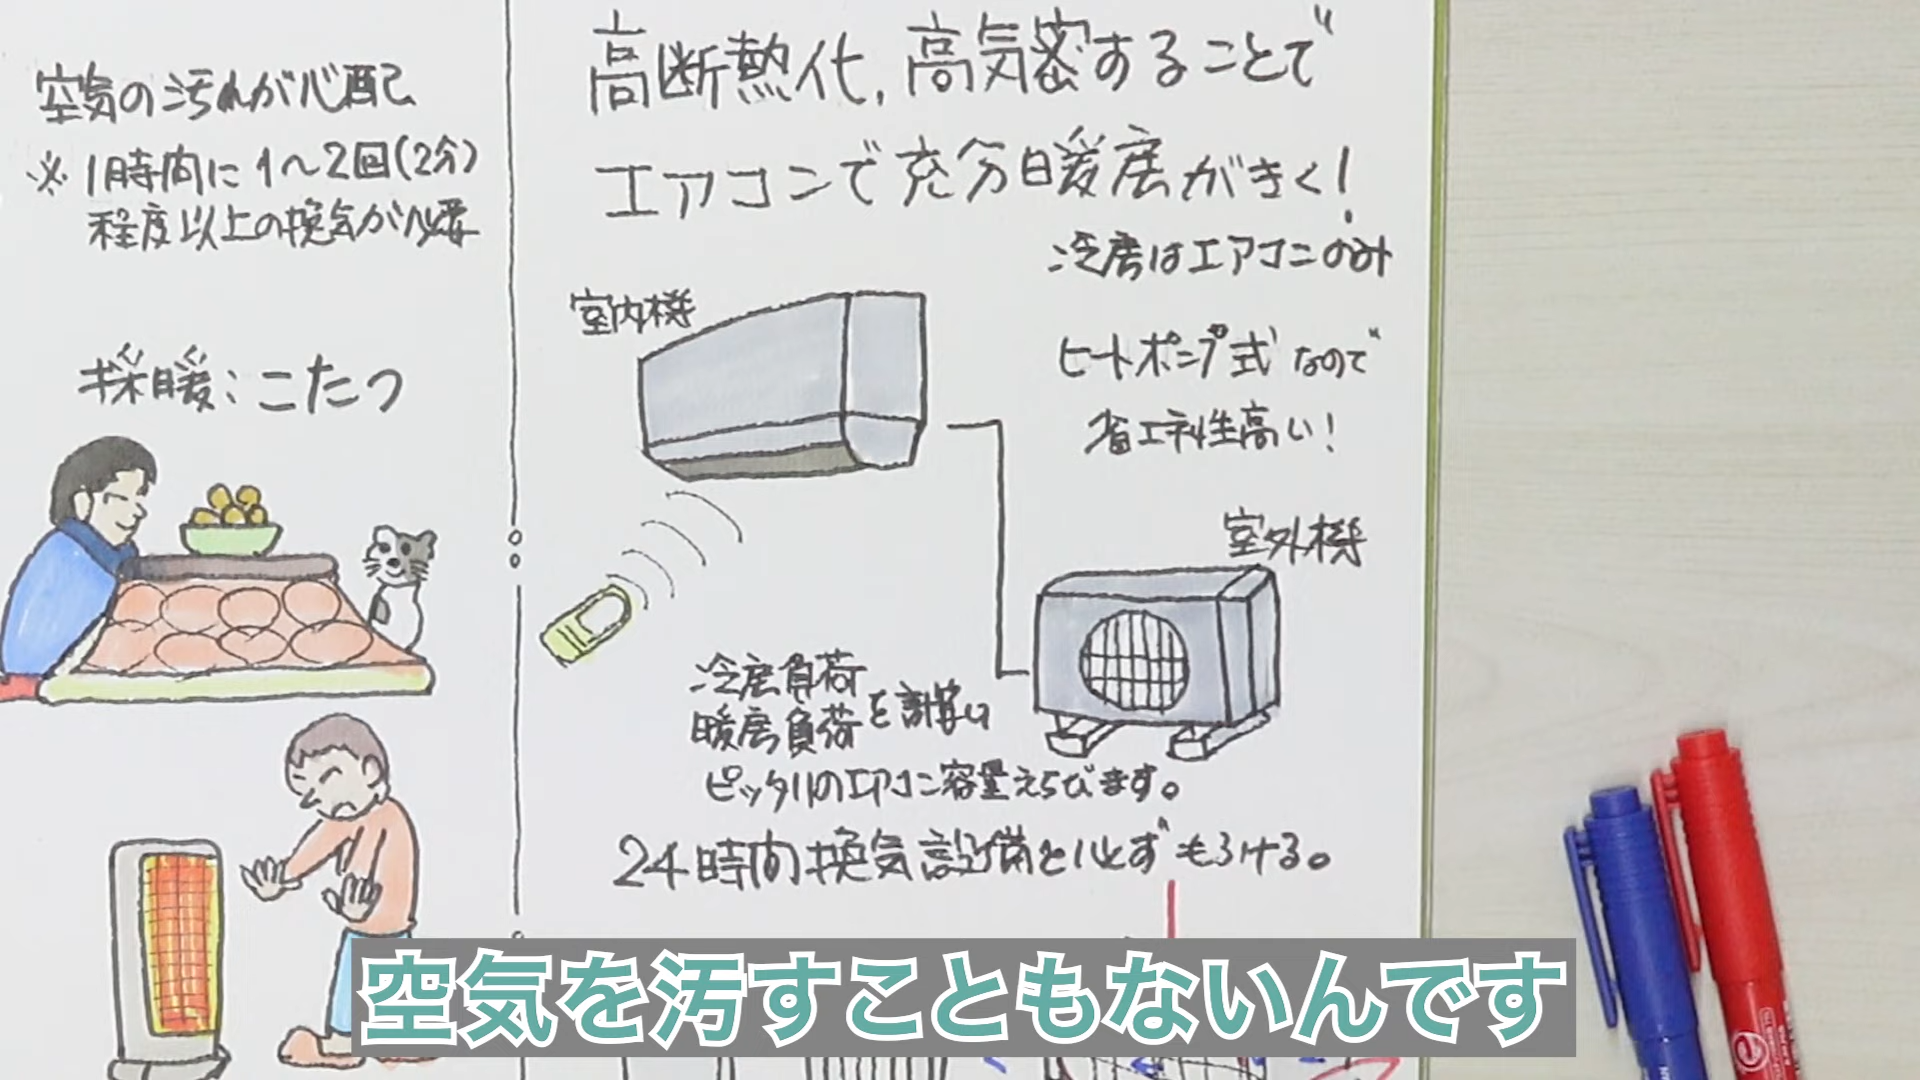 空気の汚れが心配
※1時間に1〜2回(2分)
程度以上の換気が必要
採暖:こたつ
高断熱化,高気密することで
エアコンで充分暖房がきく!
冷房はエアコンのみ
室内機
ヒートポンプ式なので
省エネ性高い!
室外機
冷房負荷
暖房負荷を計算し
ピッタリのエアコン容量えらびます。
24時間換気設備を必ずもうける。
空気を汚すこともないんです